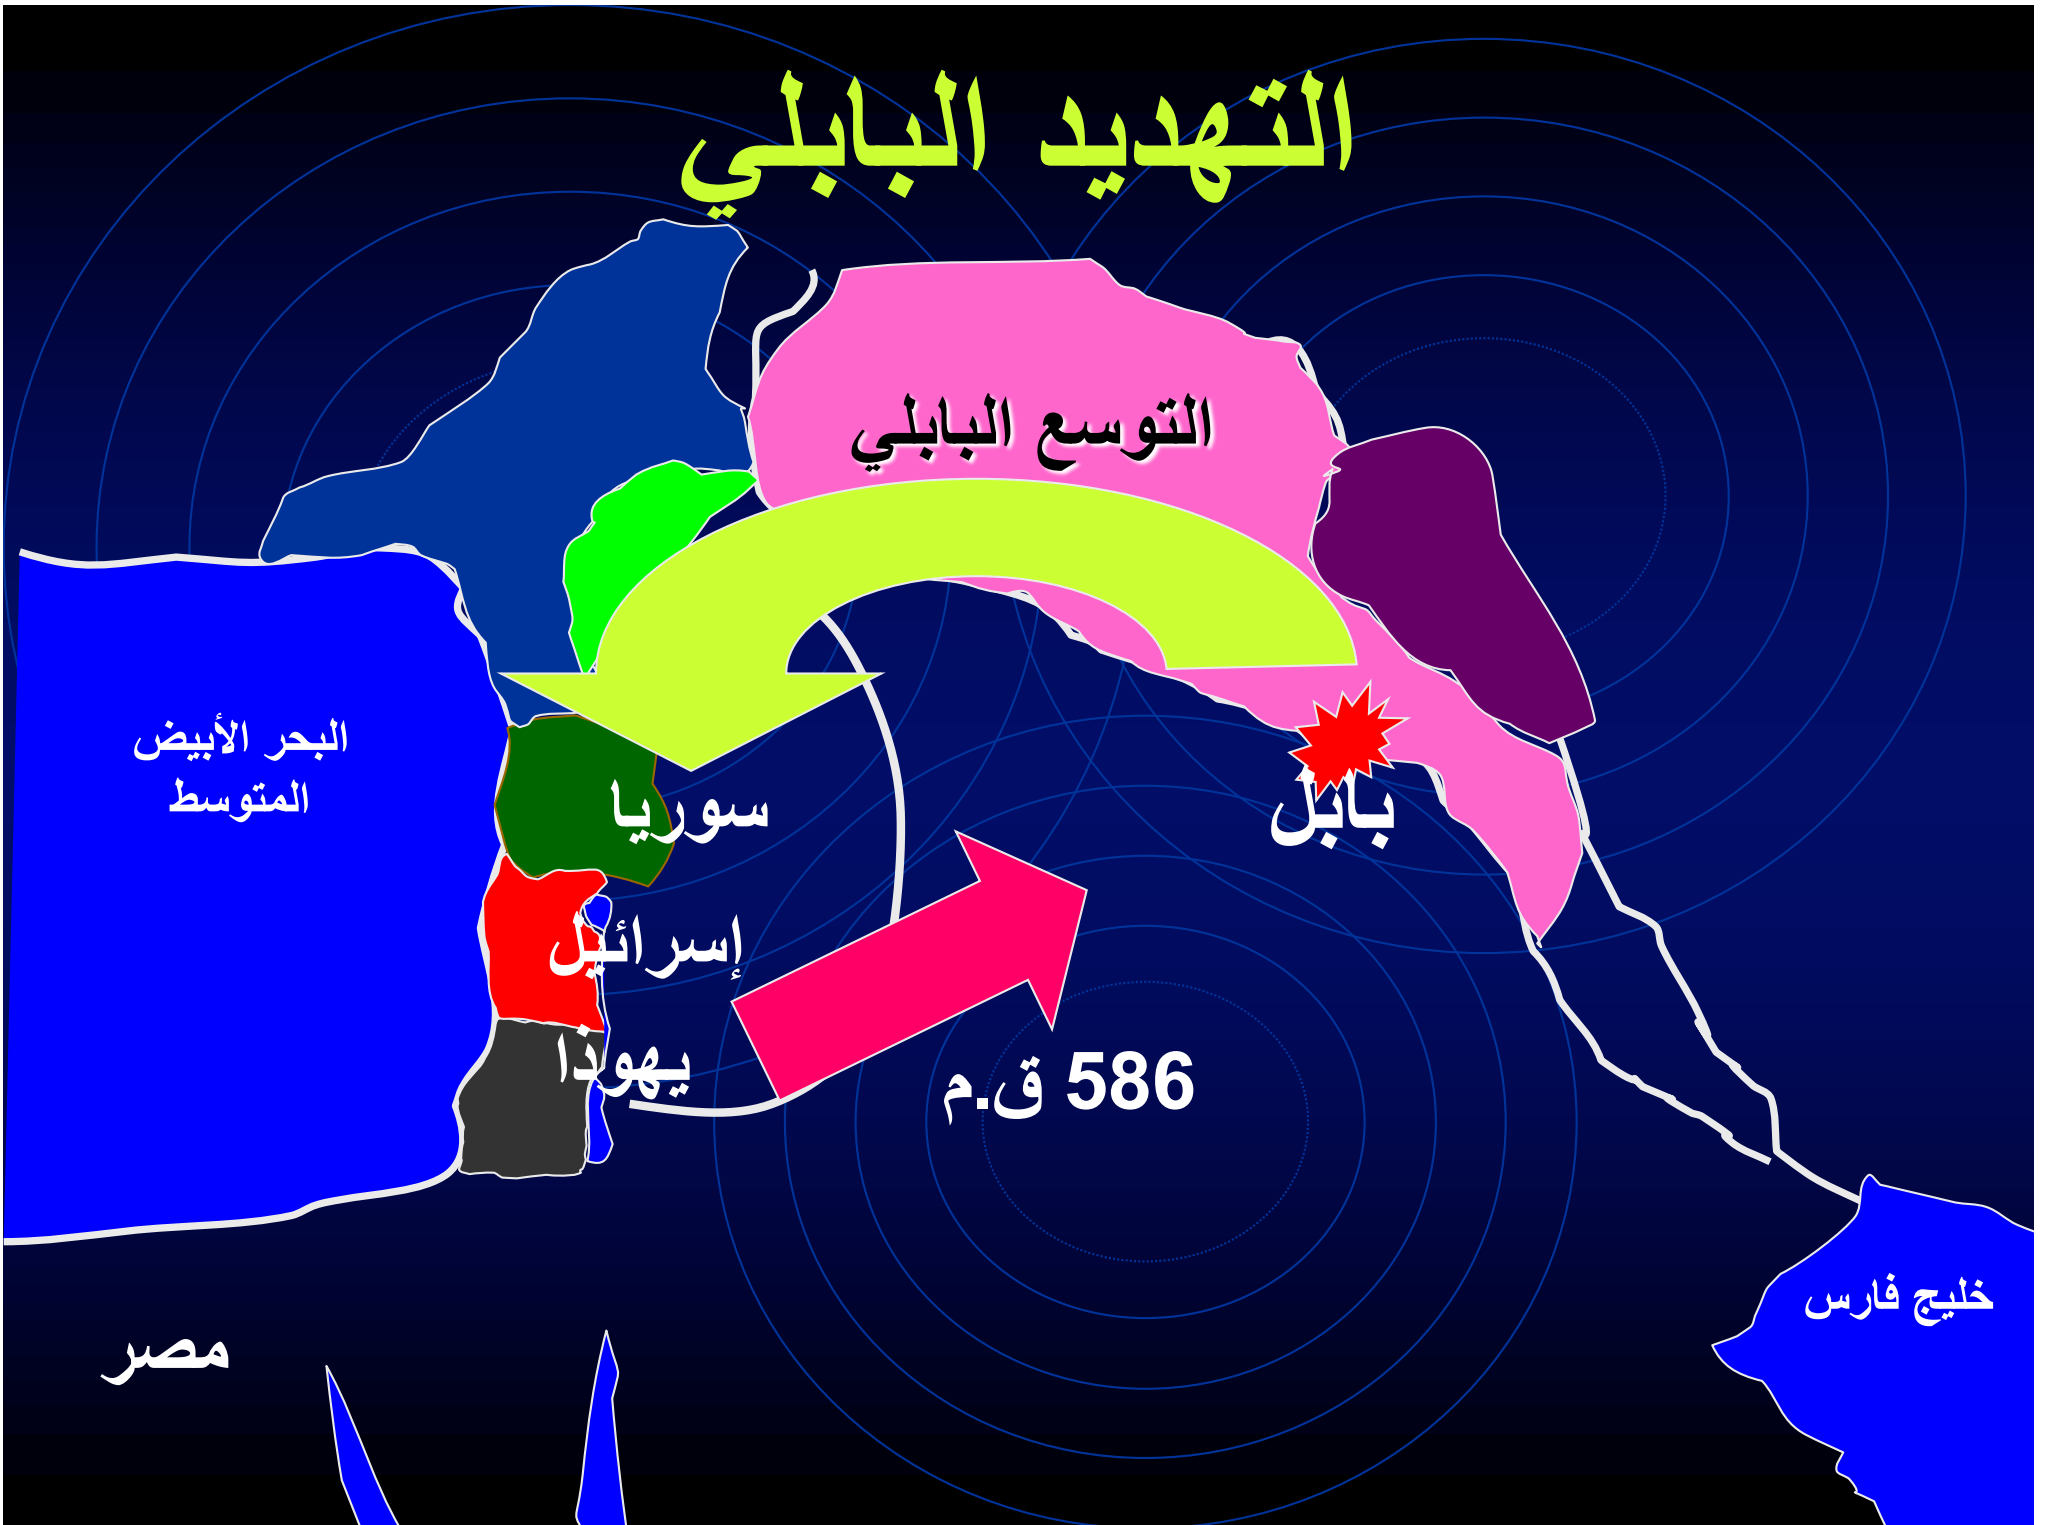 التهديد البابلي
التوسع البابلي
البحر الأبيض
المتوسط
سوريا
بابل
إسرائيل
يهوذا
586 ق.م
خليج فارس
مصر